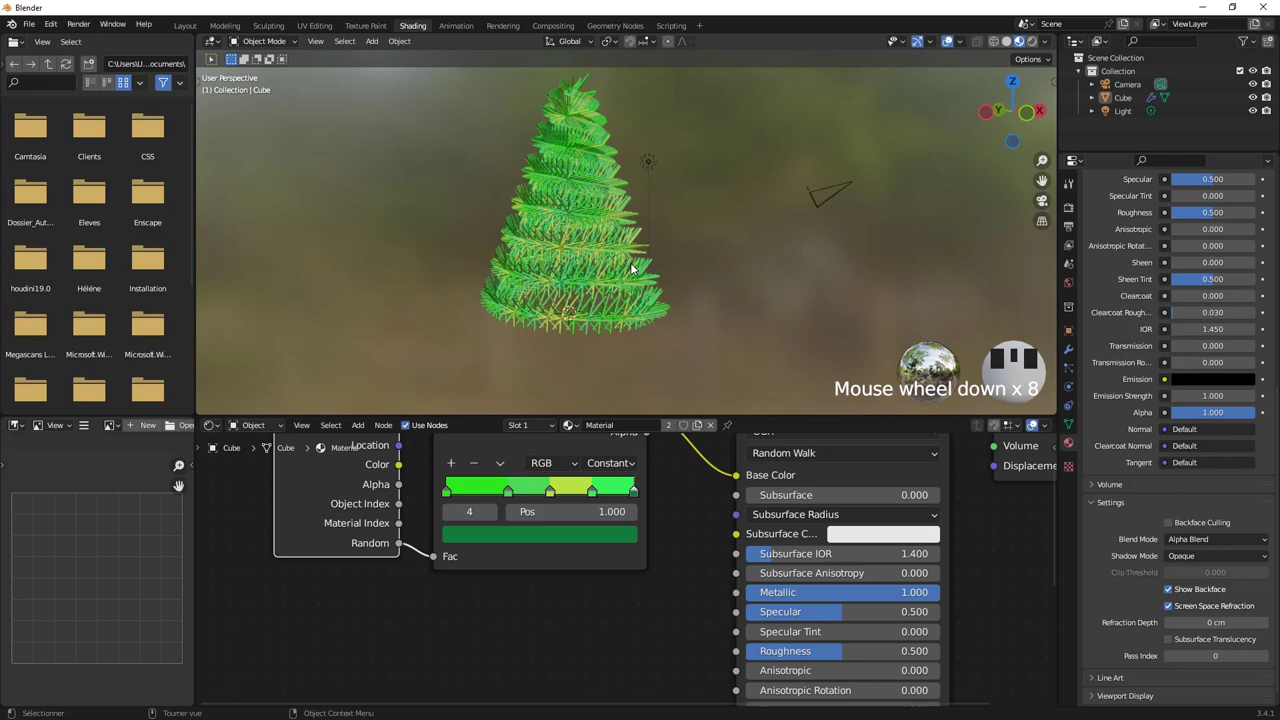 Blender
File Edit Render Window Help
Layout Modeling Sculpting UV Editing Texture Paint Shading Animation Rendering Compositing Geometry Nodes Scripting +
Scene
ViewLayer
View Select
Object Mode View Select Add Object
Global
Options
C:\Users\U...ocuments\
Camtasia Clients CSS
Dossier_Aut... Eleves Enscape
houdini19.0 Hélène Installation
Megascans L... Microsoft.Wi... Microsoft.Wi...
User Perspective
(1) Collection | Cube
Z
Y
X
Mouse wheel down x 8
Scene Collection
Collection
Camera
Cube
Light
Specular 0.500
Specular Tint 0.000
Roughness 0.500
Anisotropic 0.000
Anisotropic Rotat... 0.000
Sheen 0.000
Sheen Tint 0.500
Clearcoat 0.000
Clearcoat Rough... 0.030
IOR 1.450
Transmission 0.000
Transmission Ro... 0.000
Emission
Emission Strength 1.000
Alpha 1.000
Normal Default
Clearcoat Normal Default
Tangent Default
Volume
Settings
Backface Culling
Blend Mode Alpha Blend
Shadow Mode Opaque
Clip Threshold 0.000
Show Backface
Screen Space Refraction
Refraction Depth 0 cm
Subsurface Translucency
Pass Index 0
Line Art
Viewport Display
View + New Open
Object View Select Add Node Use Nodes Slot 1 Material 2
Cube Cube Material
Location
Color
Alpha
Object Index
Material Index
Random
Alpha
+ − RGB Constant
4 Pos 1.000
Fac
GGX
Random Walk
Base Color
Subsurface 0.000
Subsurface Radius
Subsurface C...
Subsurface IOR 1.400
Subsurface Anisotropy 0.000
Metallic 1.000
Specular 0.500
Specular Tint 0.000
Roughness 0.500
Anisotropic 0.000
Anisotropic Rotation 0.000
Volume
Displaceme
Sélectionner Tourner vue Object Context Menu 3.4.1